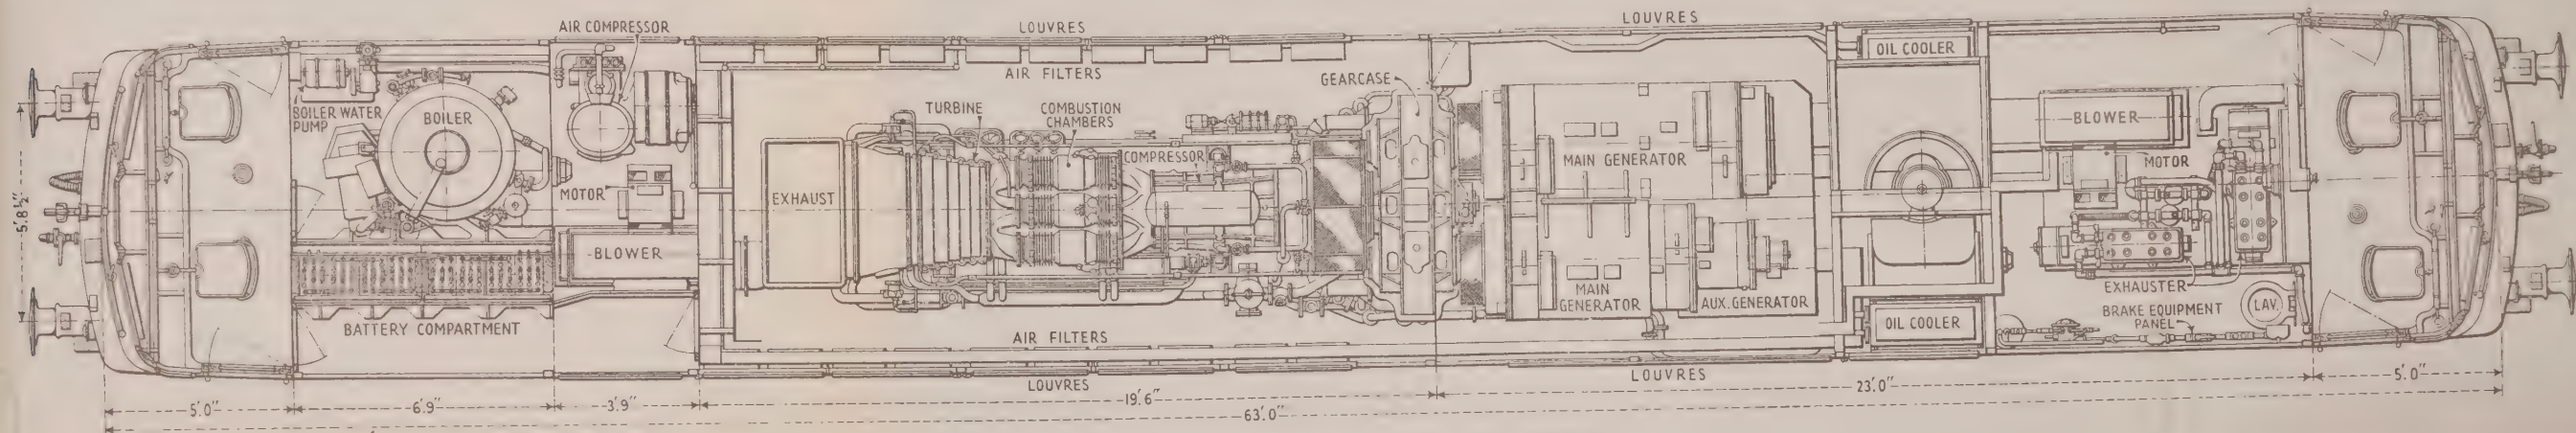 AIR COMPRESSOR
LOUVRES
LOUVRES
OIL COOLER
AIR FILTERS
GEARCASE
BOILER WATER
PUMP
BOILER
TURBINE
COMBUSTION
CHAMBERS
BLOWER
COMPRESSOR
MAIN GENERATOR
MOTOR
MOTOR
EXHAUST
5'.8½"
BLOWER
MAIN
GENERATOR
AUX. GENERATOR
EXHAUSTER
BATTERY COMPARTMENT
OIL COOLER
BRAKE EQUIPMENT
PANEL
LAV.
AIR FILTERS
LOUVRES
LOUVRES
5'.0"
6'.9"
3'.9"
19'.6"
23'.0"
5'.0"
63'.0"